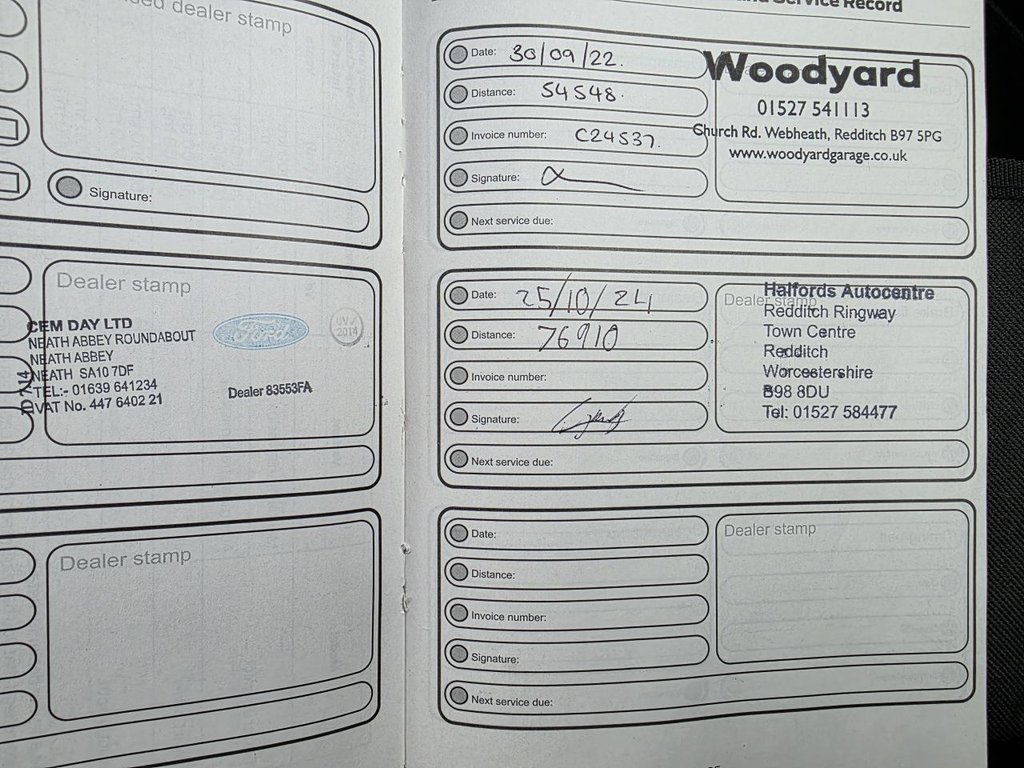 dealer stamp
Signature:
Dealer stamp
CEM DAY LTD
NEATH ABBEY ROUNDABOUT
NEATH ABBEY
NEATH SA10 7DF
TEL:- 01639 641234
VAT No. 447 6402 21
Ford
UV✓
2014
Dealer 83553FA
Dealer stamp
Service Record
Date: 30/09/22.
Distance: 54548.
Invoice number: C24537.
Signature:
Next service due:
Woodyard
01527 541113
Church Rd. Webheath, Redditch B97 5PG
www.woodyardgarage.co.uk
Date: 25/10/24
Distance: 76910
Invoice number:
Signature:
Next service due:
Dealer stamp
Halfords Autocentre
Redditch Ringway
Town Centre
Redditch
Worcestershire
B98 8DU
Tel: 01527 584477
Date:
Distance:
Invoice number:
Signature:
Next service due:
Dealer stamp